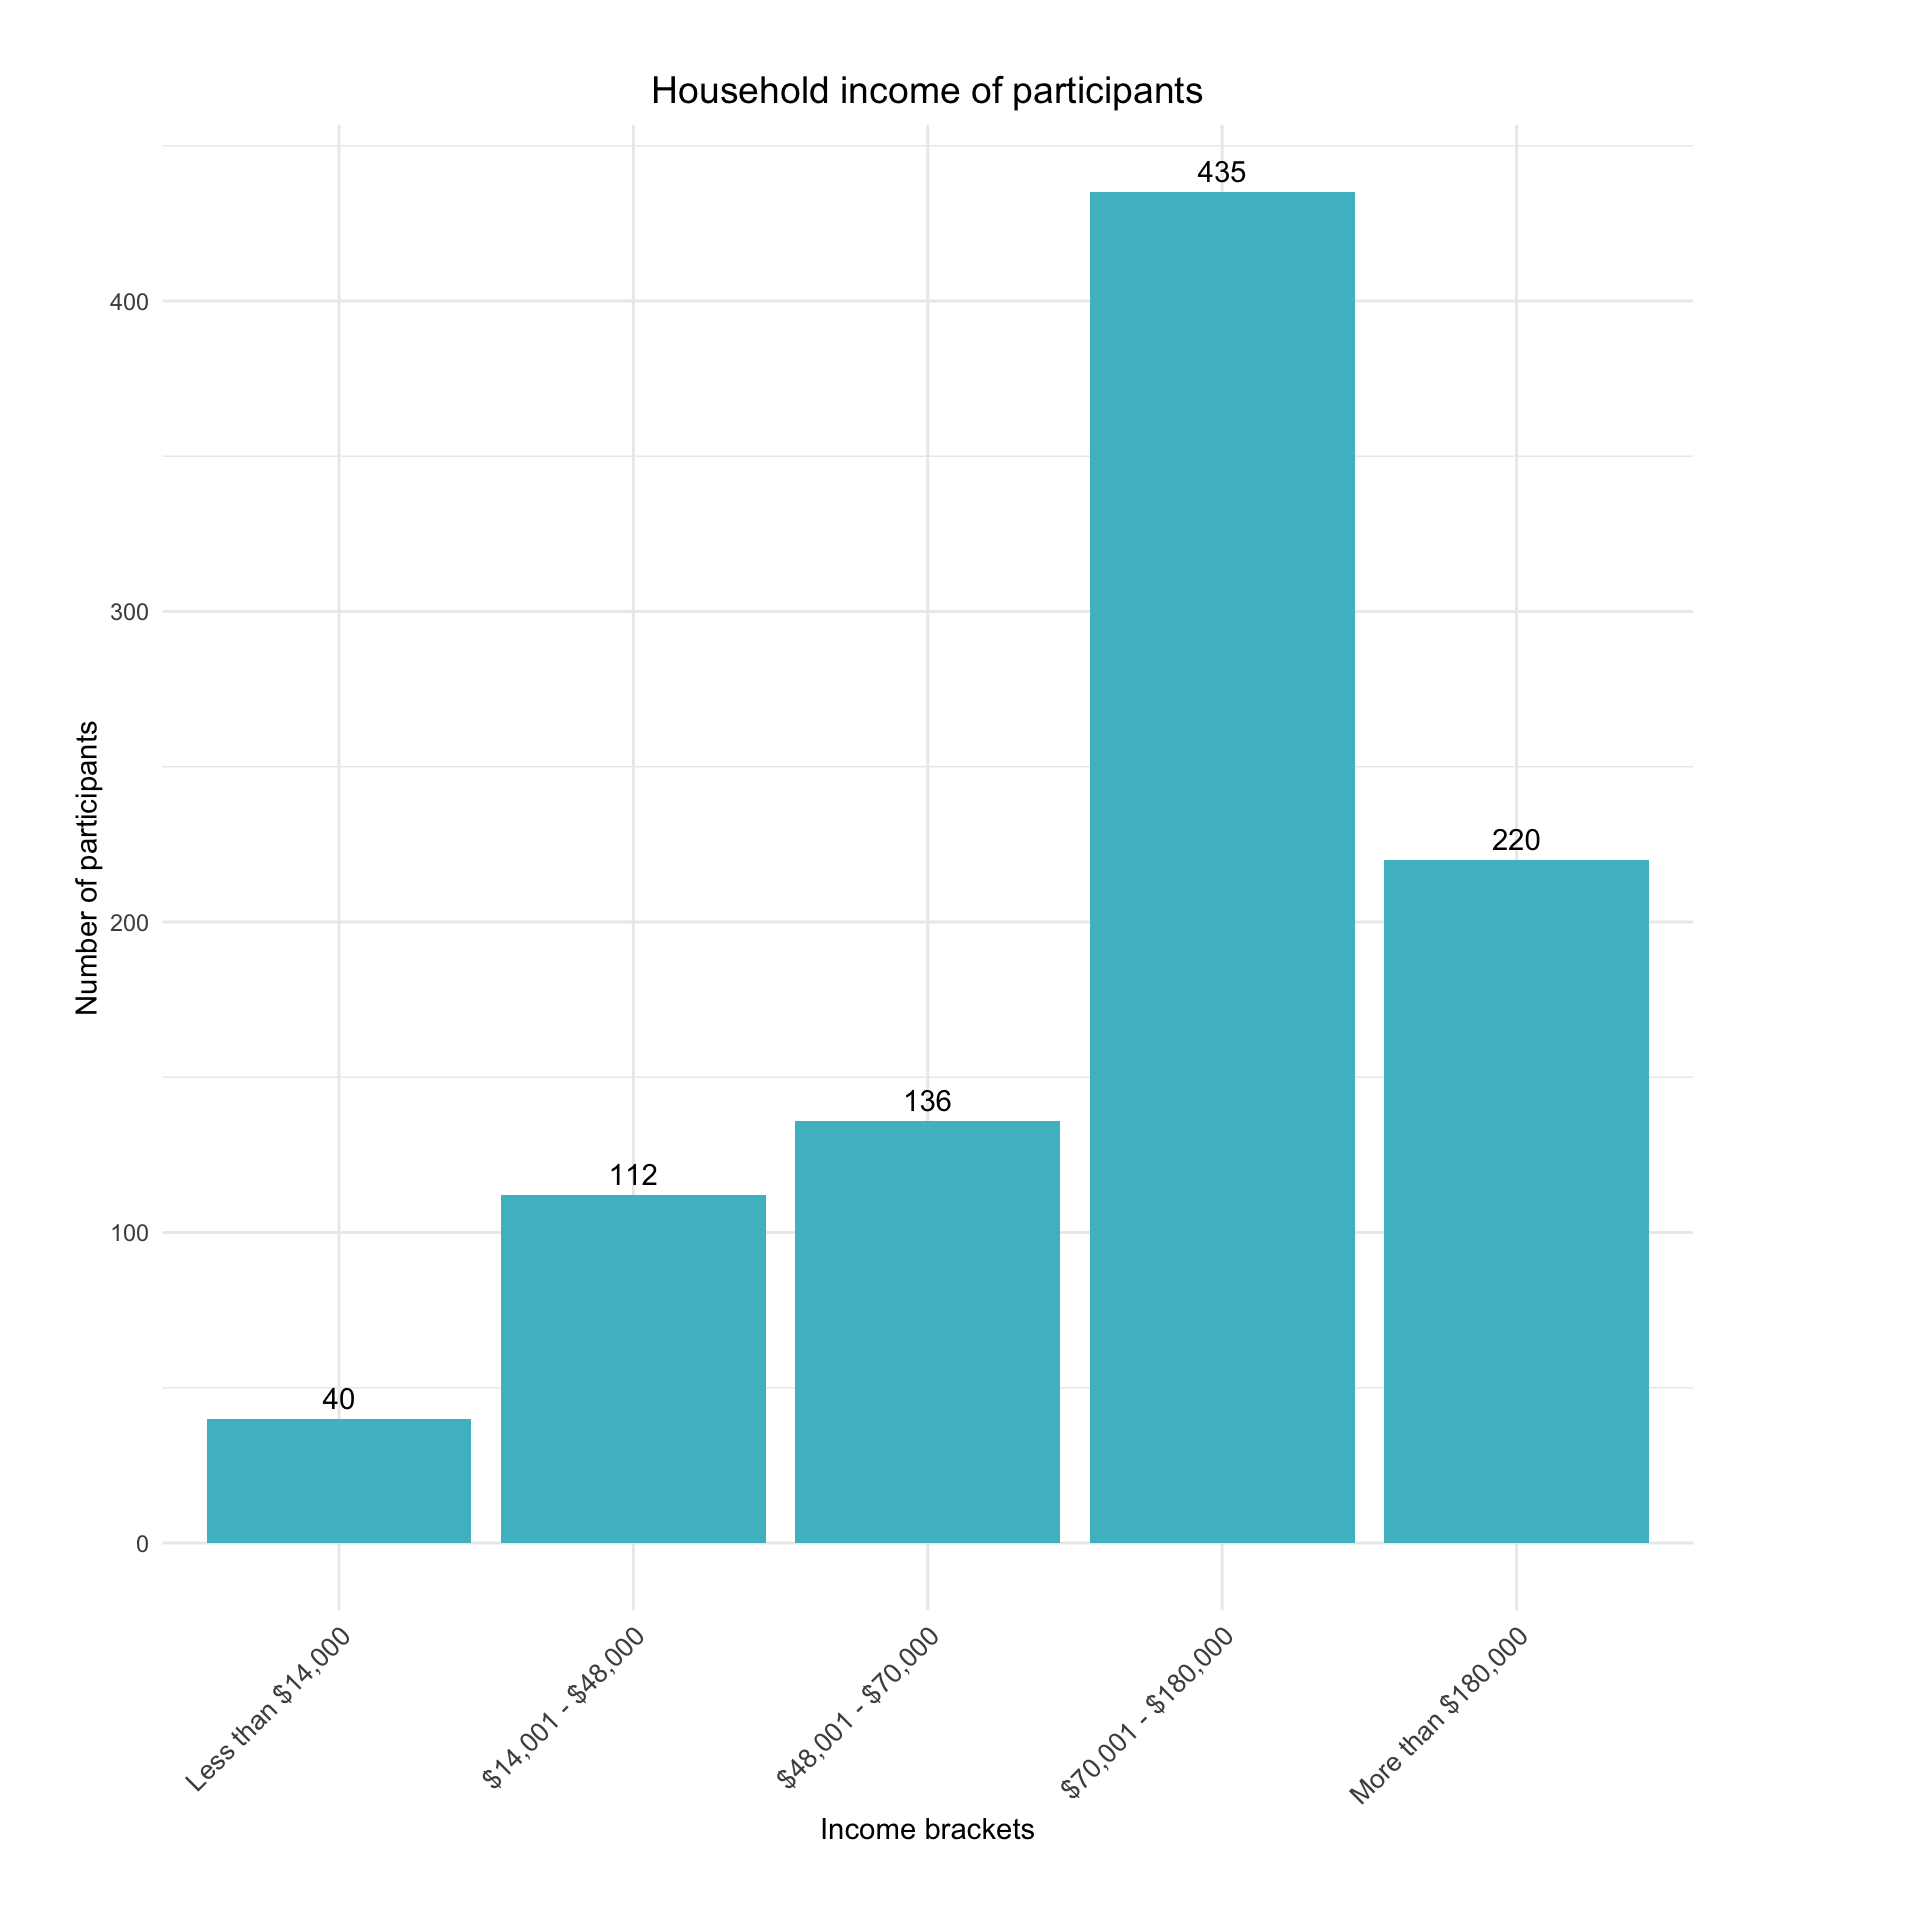 Household income of participants
435
400
300
Number of participants
220
200
136
112
100
40
0
Less than $14,000
$14,001 - $48,000
$48,001 - $70,000
$70,001 - $180,000
More than $180,000
Income brackets